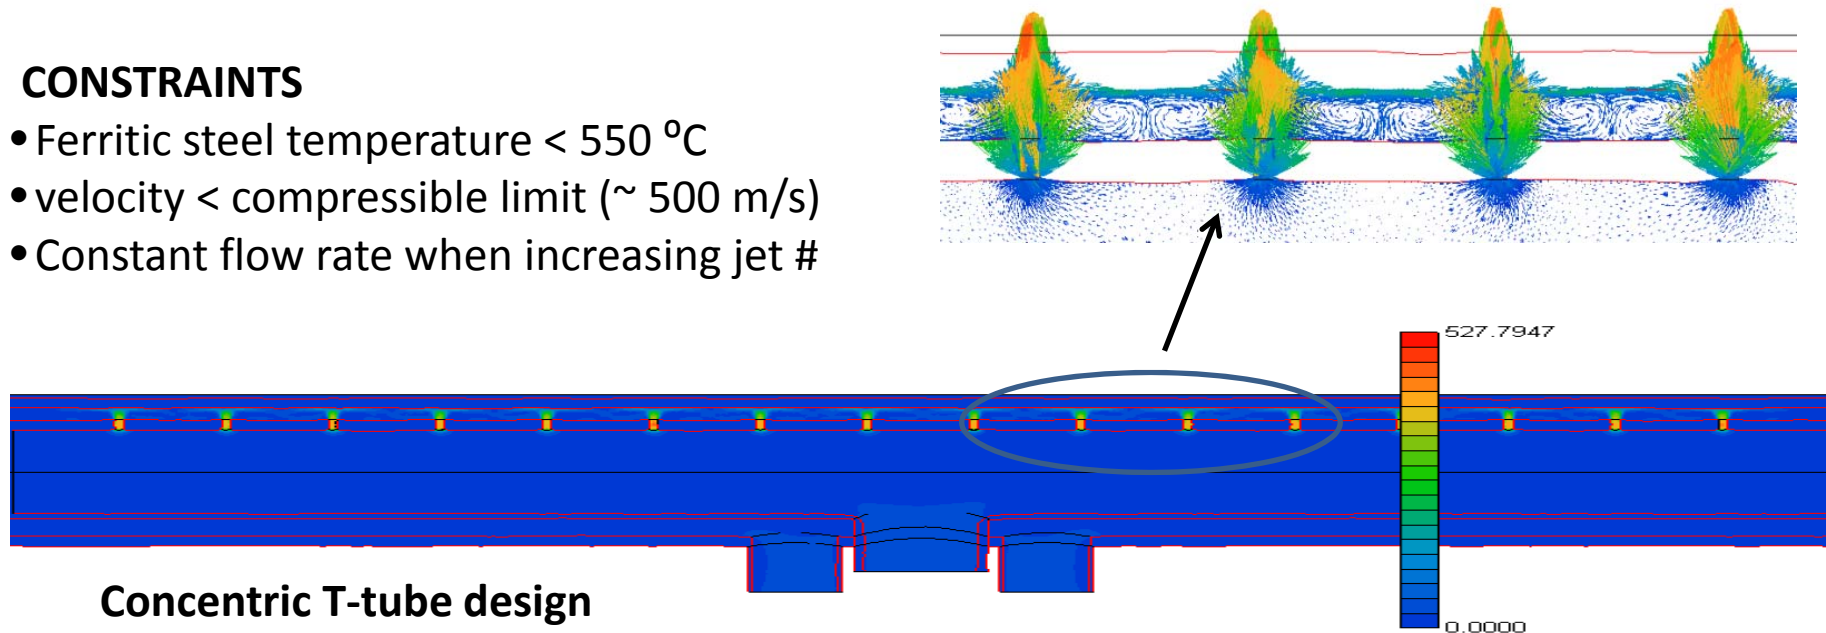 CONSTRAINTS
•Ferritic steel temperature < 550 ⁰C
•velocity < compressible limit (~ 500 m/s)
•Constant flow rate when increasing jet #
527.7947
Concentric T-tube design
0.0000